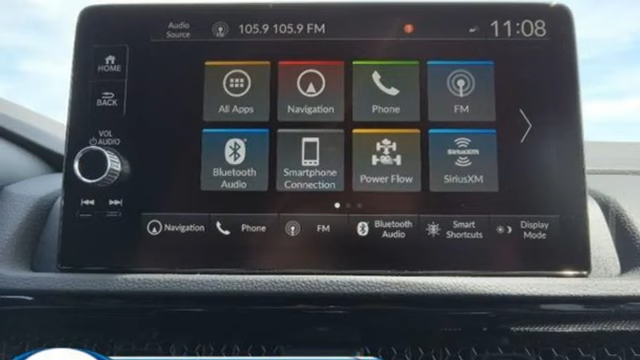 Audio Source 105.9 105.9 FM 11:08
HOME
BACK
VOL
AUDIO
All Apps Navigation Phone FM
Bluetooth Audio Smartphone Connection Power Flow SiriusXM
siriusxm
Navigation Phone FM Bluetooth Audio Smart Shortcuts Display Mode